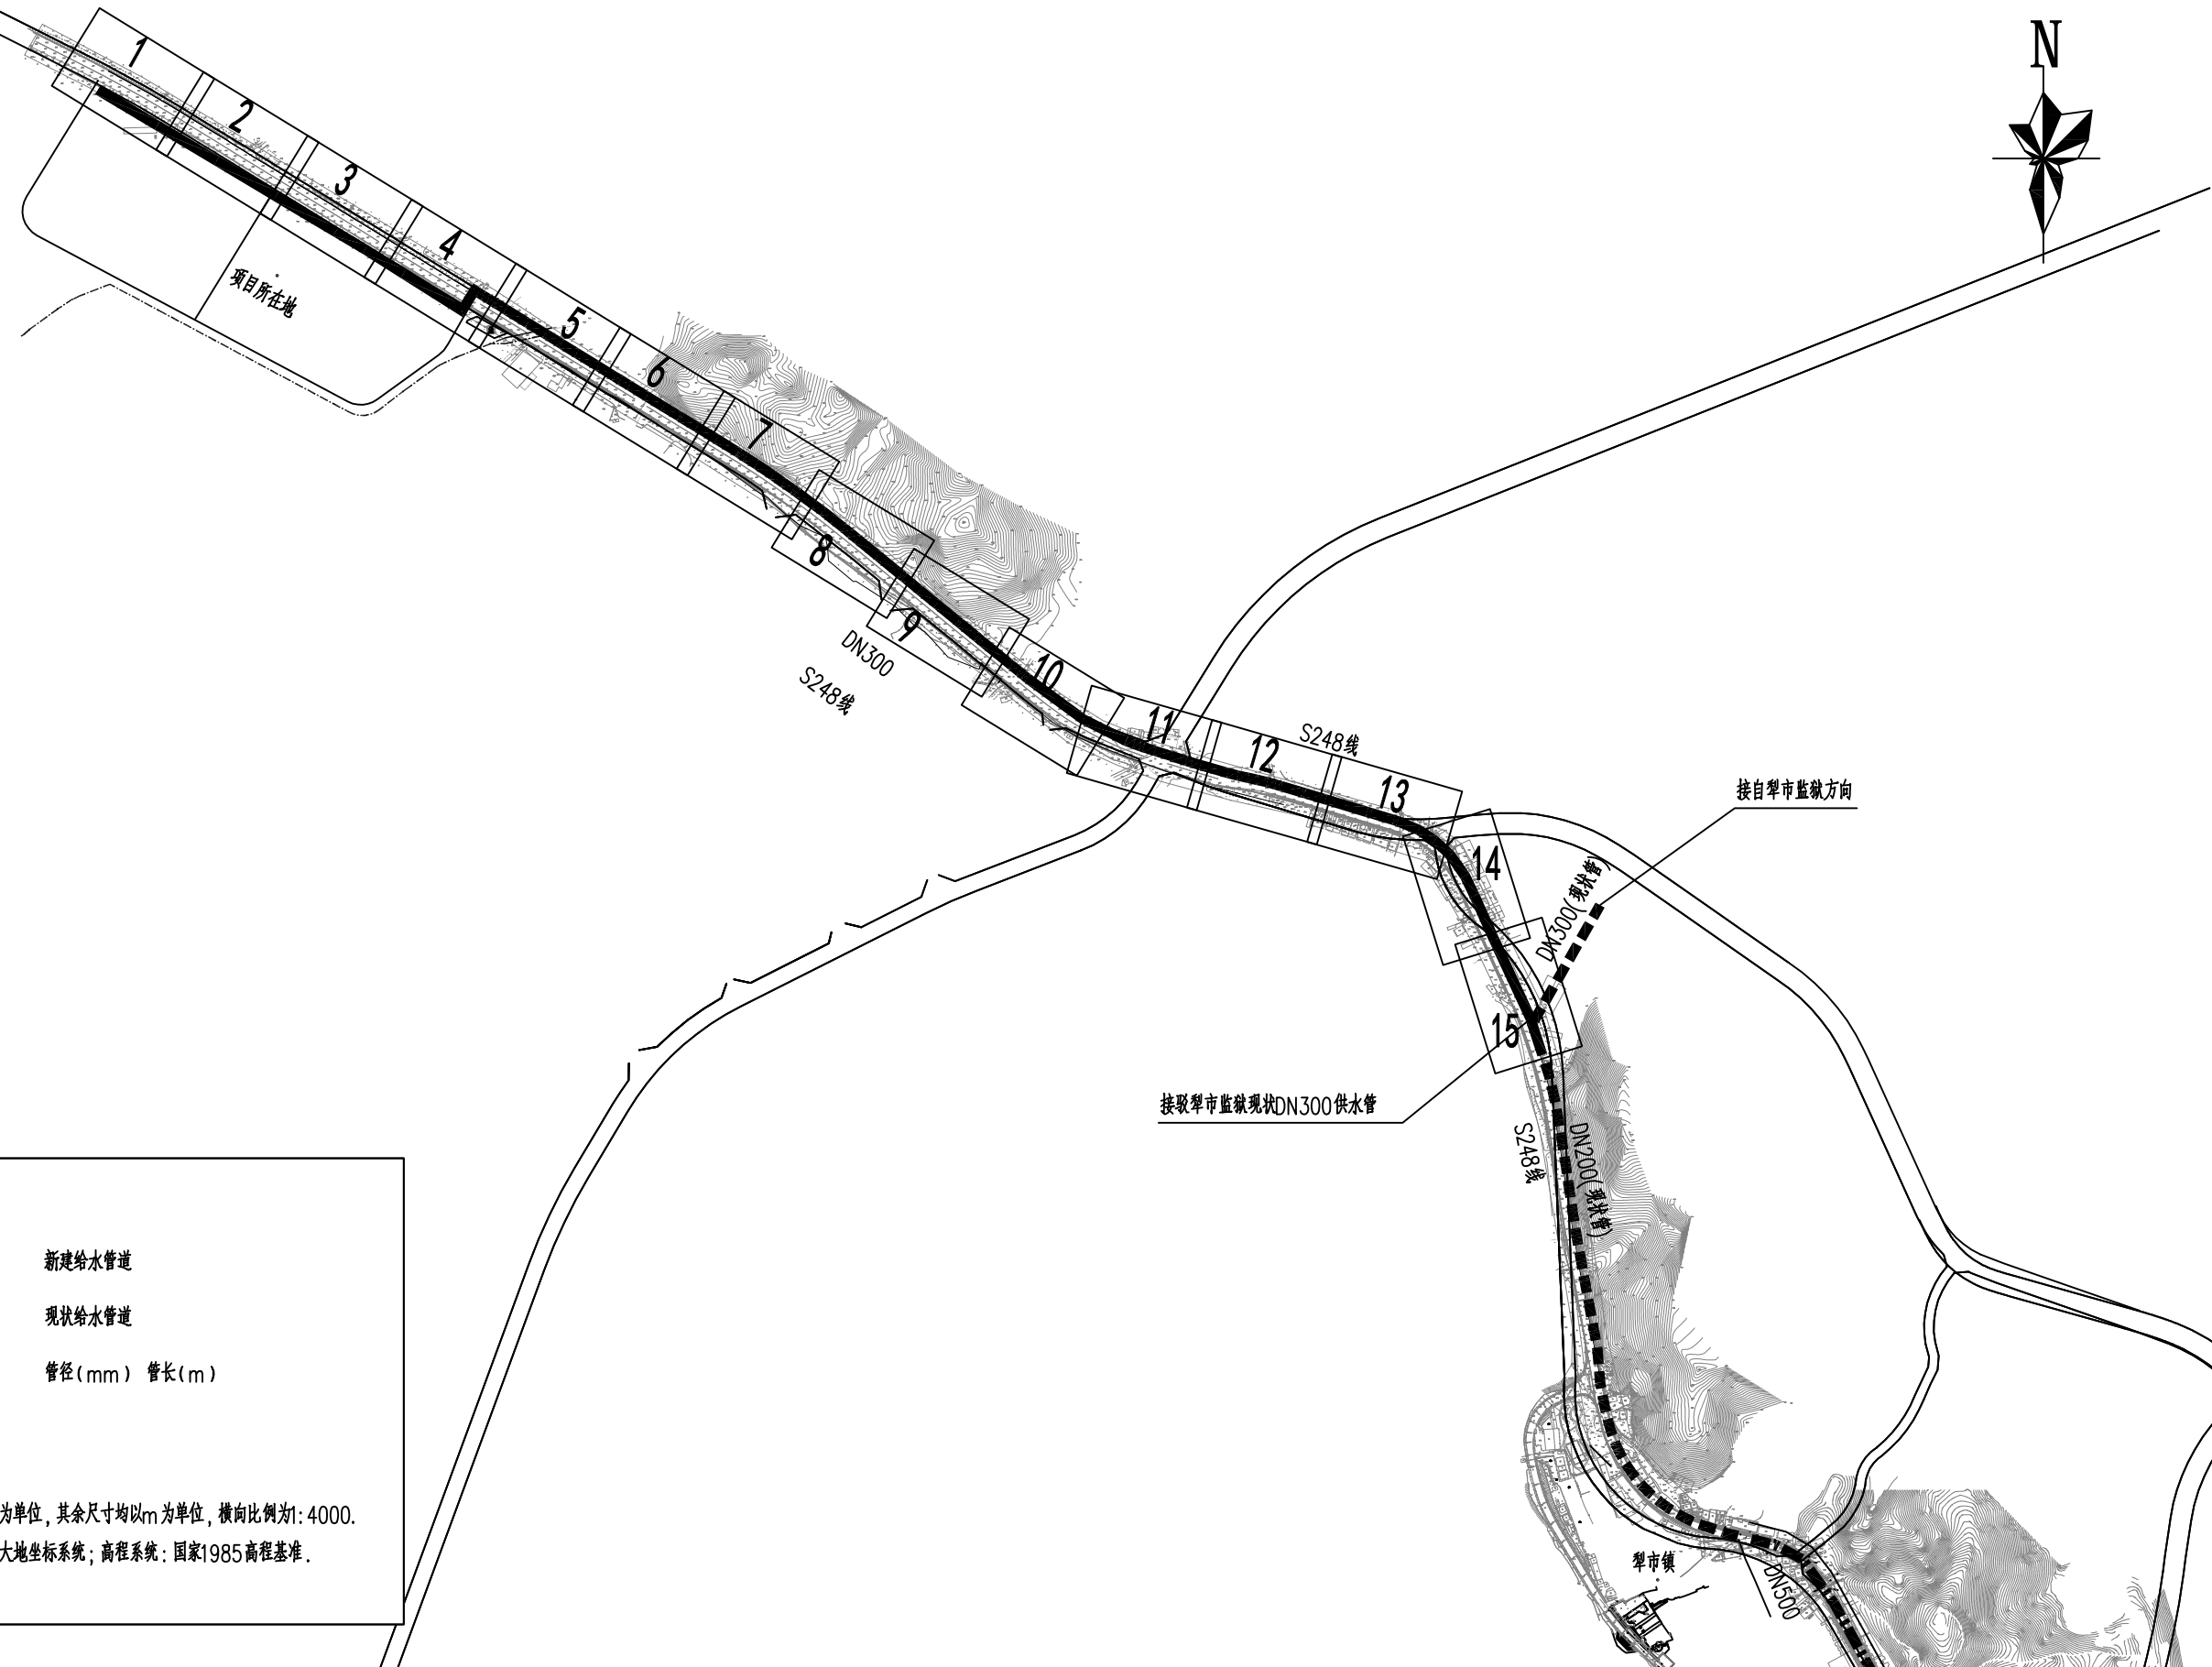 N
1
2
3
4
5
6
7
8
9
10
11
12
13
14
15
项目所在地
DN300
S248线
S248线
接自犁市监狱方向
DN300(现状管)
接驳犁市监狱现状DN300供水管
S248线
DN200(现状管)
犁市镇
DN500
新建给水管道
现状给水管道
管径(mm) 管长(m)
为单位,其余尺寸均以m为单位,横向比例为1:4000.
大地坐标系统;高程系统:国家1985高程基准.